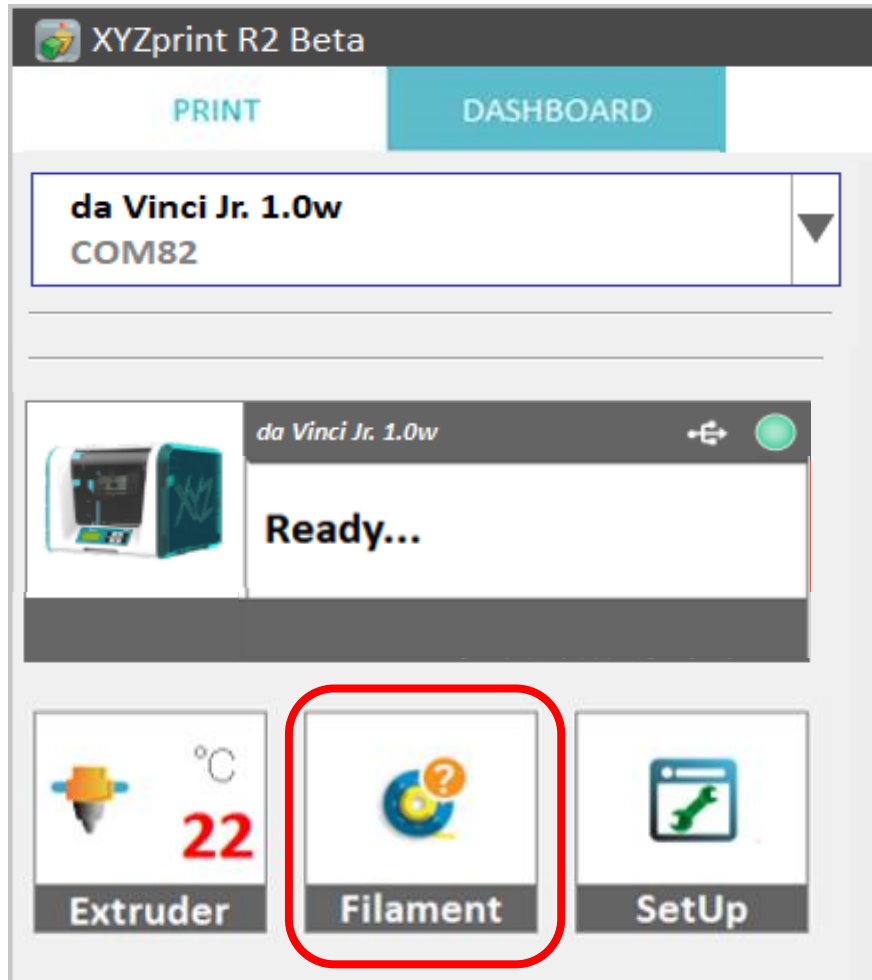 XYZprint R2 Beta
PRINT DASHBOARD
da Vinci Jr. 1.0w
COM82
da Vinci Jr. 1.0w
XYZ
Ready...
?
°C
22
Extruder Filament SetUp